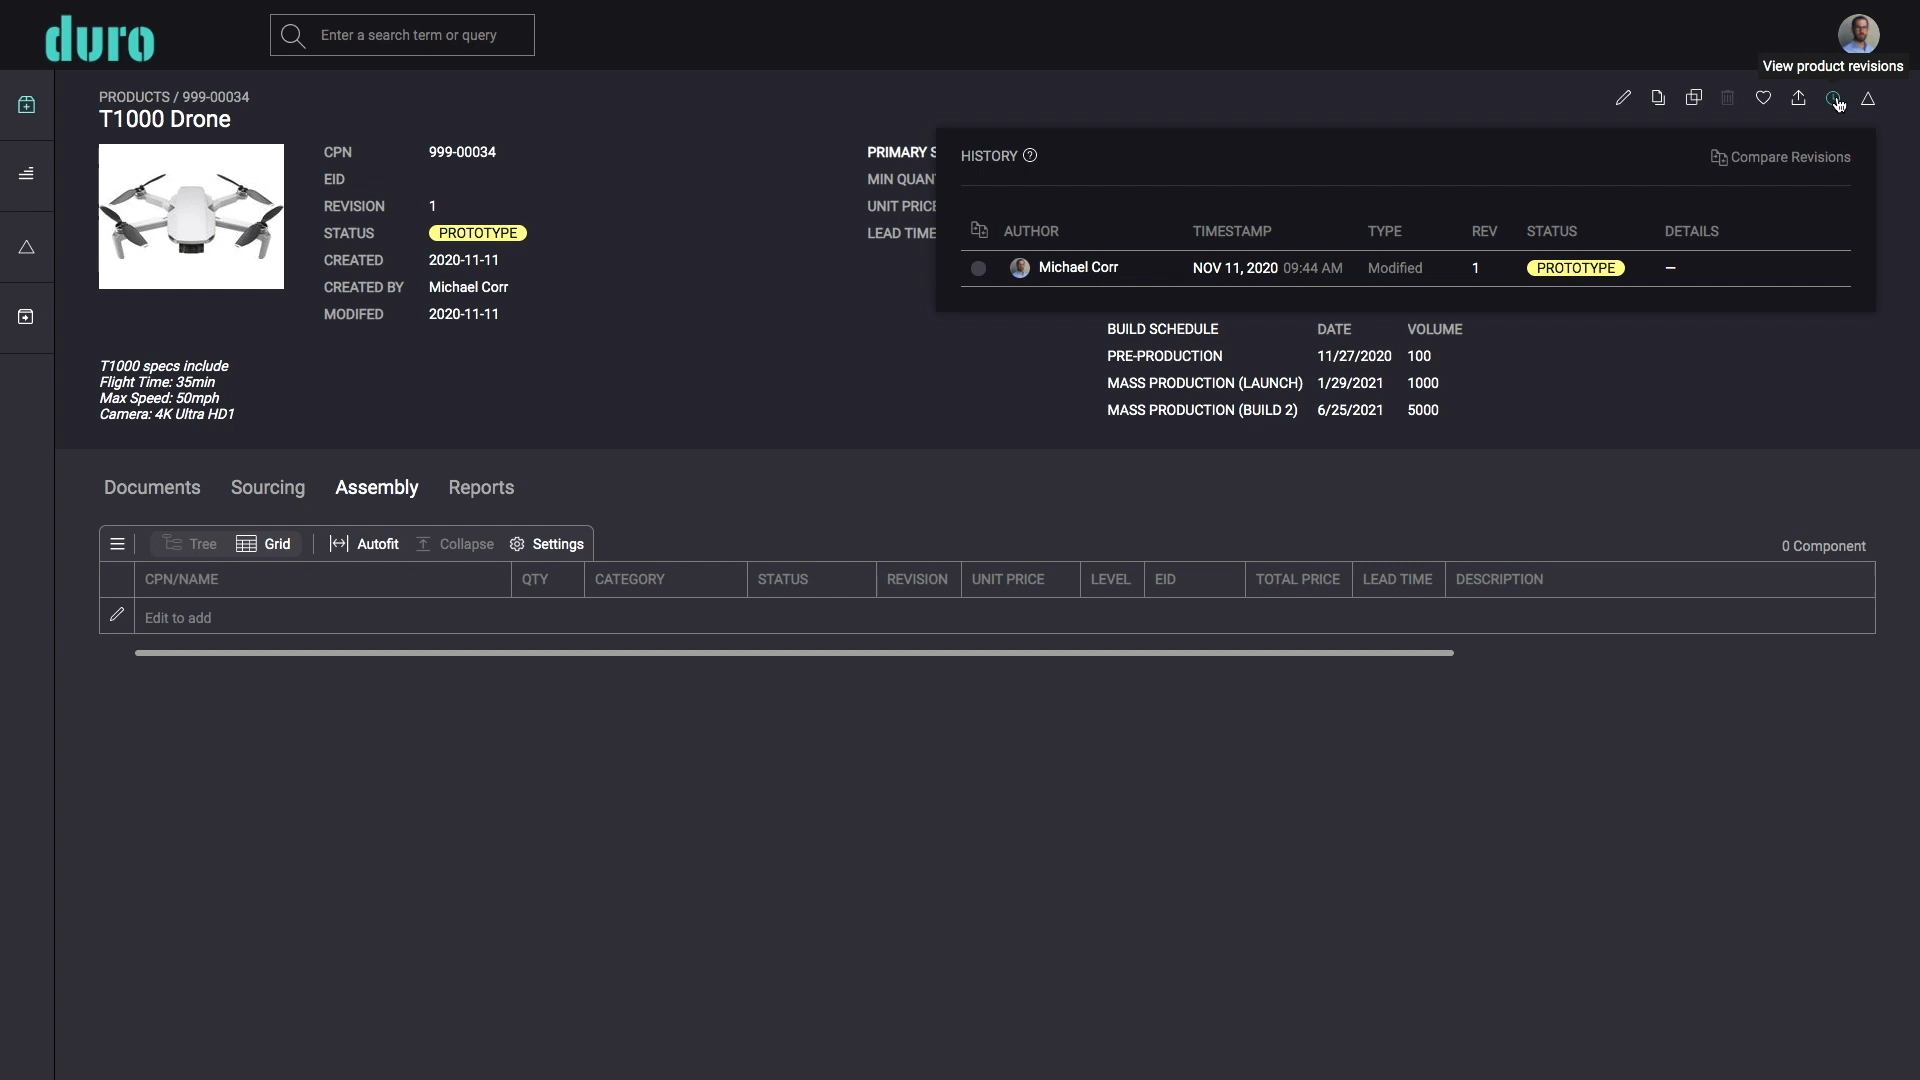 duro
Enter a search term or query
View product revisions
PRODUCTS / 999-00034
T1000 Drone
CPN 999-00034
EID
REVISION 1
STATUS PROTOTYPE
CREATED 2020-11-11
CREATED BY Michael Corr
MODIFED 2020-11-11
T1000 specs include
Flight Time: 35min
Max Speed: 50mph
Camera: 4K Ultra HD1
PRIMARY S
MIN QUAN
UNIT PRICE
LEAD TIME
HISTORY ?
Compare Revisions
AUTHOR TIMESTAMP TYPE REV STATUS DETAILS
Michael Corr NOV 11, 2020 09:44 AM Modified 1 PROTOTYPE –
BUILD SCHEDULE DATE VOLUME
PRE-PRODUCTION 11/27/2020 100
MASS PRODUCTION (LAUNCH) 1/29/2021 1000
MASS PRODUCTION (BUILD 2) 6/25/2021 5000
Documents Sourcing Assembly Reports
Tree Grid Autofit Collapse Settings
0 Component
CPN/NAME QTY CATEGORY STATUS REVISION UNIT PRICE LEVEL EID TOTAL PRICE LEAD TIME DESCRIPTION
Edit to add